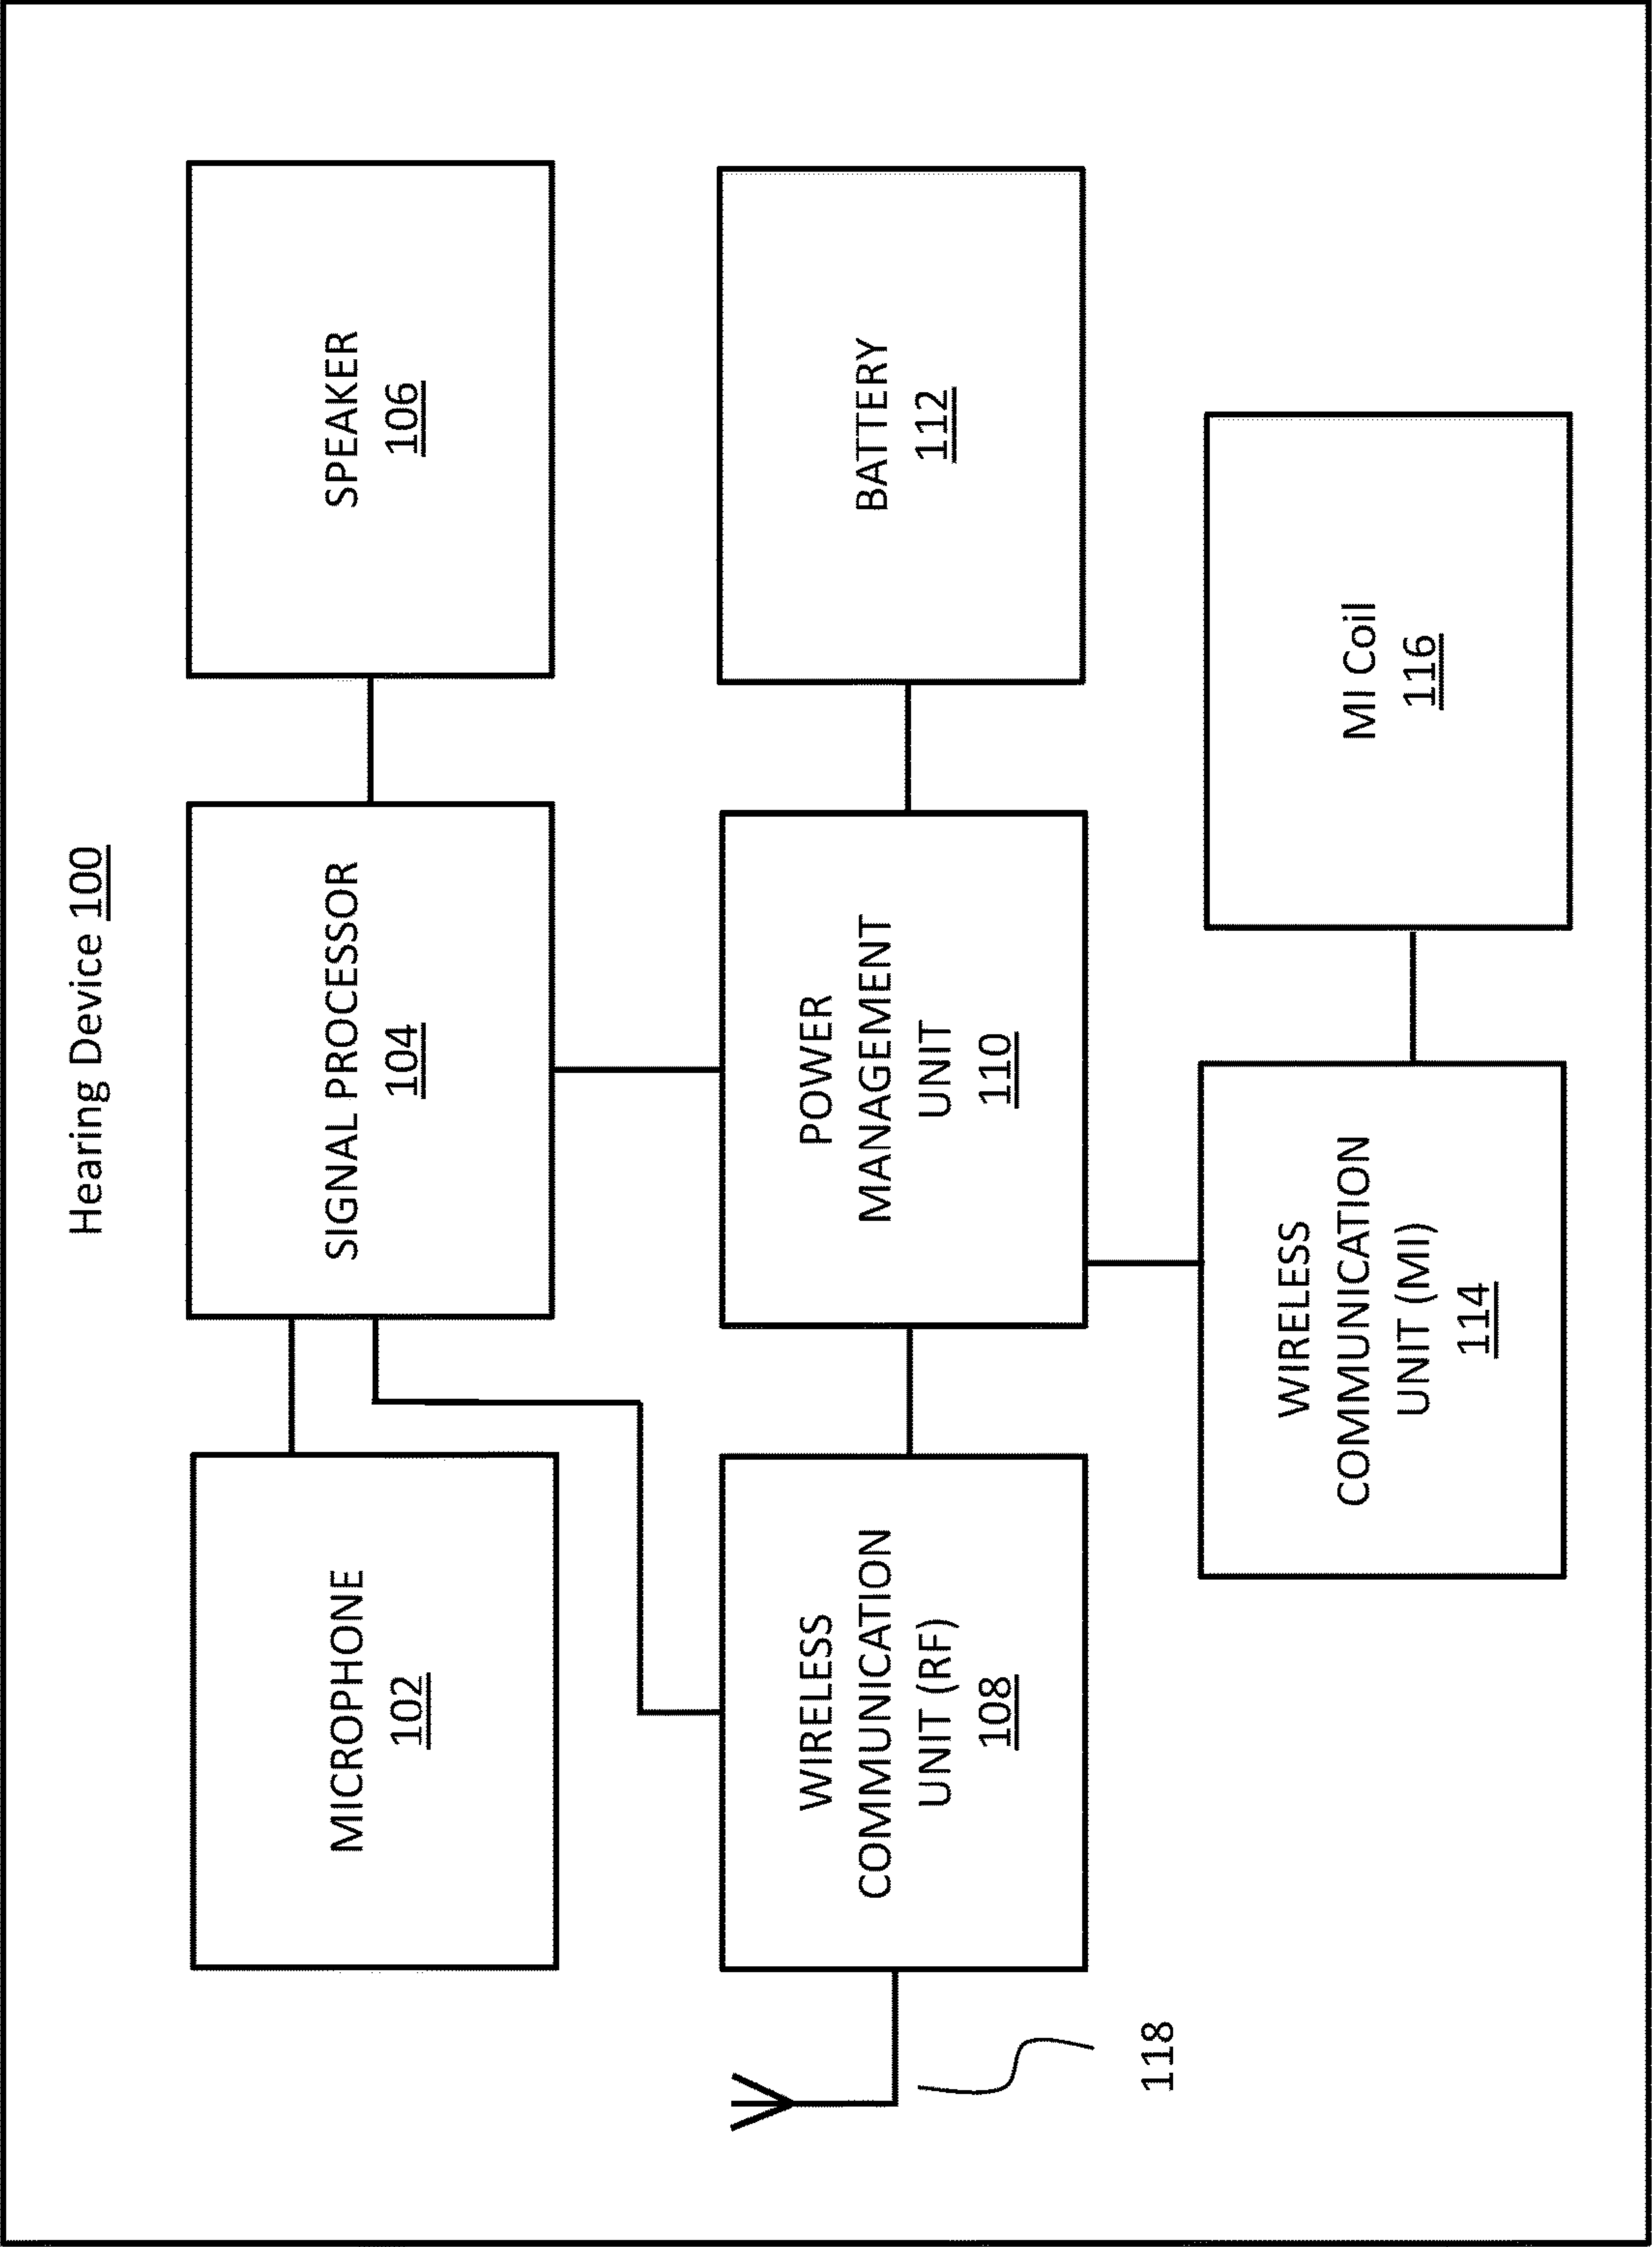 Hearing Device 100
MICROPHONE
102
SIGNAL PROCESSOR
104
SPEAKER
106
WIRELESS
COMMUNICATION
UNIT (RF)
108
POWER
MANAGEMENT
UNIT
110
BATTERY
112
118
WIRELESS
COMMUNICATION
UNIT (MI)
114
MI Coil
116